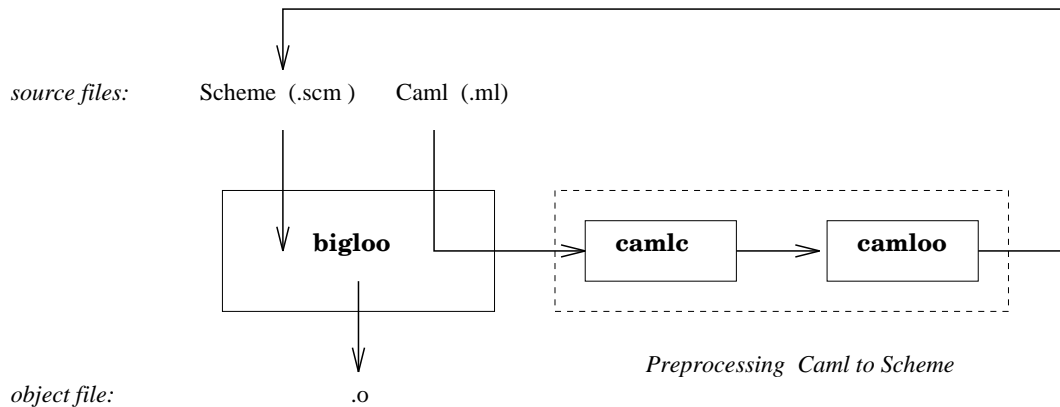 source files: Scheme (.scm ) Caml (.ml)
bigloo camlc camloo
Preprocessing Caml to Scheme
object file: .o